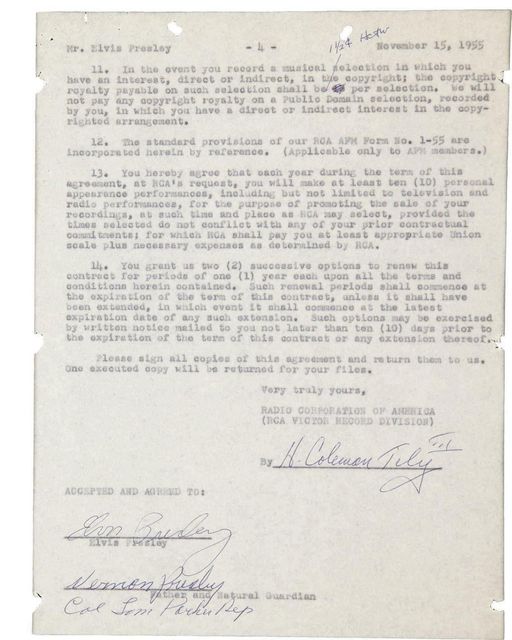 Mr. Elvis Presley - 4 - November 15, 1955
11. In the event you record a musical selection in which you
have an interest, direct or indirect, in the copyright; the copyright
royalty payable on such selection shall be per selection. We will
not pay any copyright royalty on a Public Domain selection, recorded
by you, in which you have a direct or indirect interest in the copy-
righted arrangement.
12. The standard provisions of our RCA AFM Form No. 1-55 are
incorporated herein by reference. (Applicable only to AFM members.)
13. You hereby agree that each year during the term of this
agreement, at RCA's request, you will make at least ten (10) personal
appearance performances, including but not limited to television and
radio performances, for the purpose of promoting the sale of your
recordings, at such time and place as RCA may select, provided the
times selected do not conflict with any of your prior contractual
commitments; for which RCA shall pay you at least appropriate Union
scale plus necessary expenses as determined by RCA.
14. You grant us two (2) successive options to renew this
contract for periods of one (1) year each upon all the terms and
conditions herein contained. Such renewal periods shall commence at
the expiration of the term of this contract, unless it shall have
been extended, in which event it shall commence at the latest
expiration date of any such extension. Such options may be exercised
by written notice mailed to you not later than ten (10) days prior to
the expiration of the term of this contract or any extension thereof.
Please sign all copies of this agreement and return them to us.
One executed copy will be returned for your files.
Very truly yours,
RADIO CORPORATION OF AMERICA
(RCA VICTOR RECORD DIVISION)
By H. Coleman Tily III
ACCEPTED AND AGREED TO:
Elvis Presley
Elvis Presley
Vernon Presley
Father and Natural Guardian
Col Tom Parker Rep